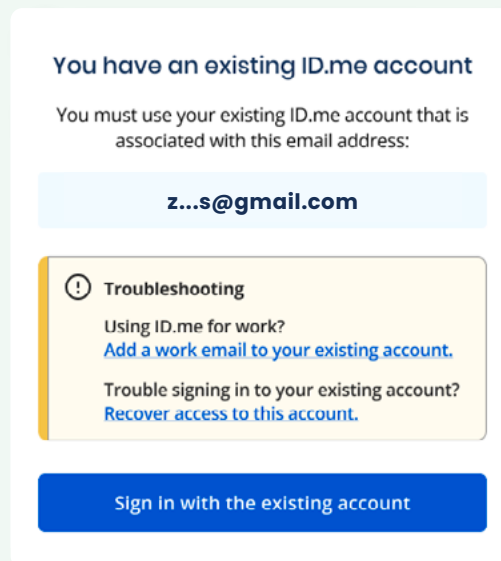 You have an existing ID.me account
You must use your existing ID.me account that is
associated with this email address:
z...s@gmail.com
Troubleshooting
Using ID.me for work?
Add a work email to your existing account.
Trouble signing in to your existing account?
Recover access to this account.
Sign in with the existing account